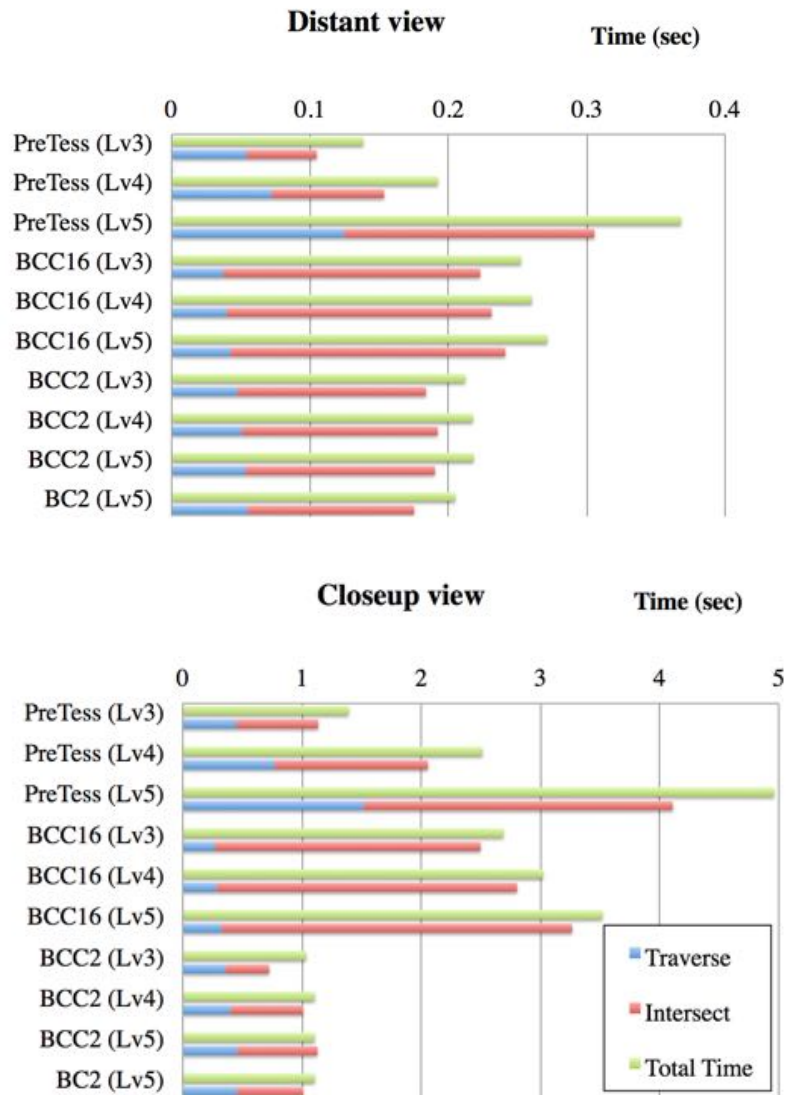 Distant view
Time (sec)
0 0.1 0.2 0.3 0.4
PreTess (Lv3)
PreTess (Lv4)
PreTess (Lv5)
BCC16 (Lv3)
BCC16 (Lv4)
BCC16 (Lv5)
BCC2 (Lv3)
BCC2 (Lv4)
BCC2 (Lv5)
BC2 (Lv5)
Closeup view
Time (sec)
0 1 2 3 4 5
PreTess (Lv3)
PreTess (Lv4)
PreTess (Lv5)
BCC16 (Lv3)
BCC16 (Lv4)
BCC16 (Lv5)
BCC2 (Lv3)
BCC2 (Lv4)
BCC2 (Lv5)
BC2 (Lv5)
Traverse
Intersect
Total Time